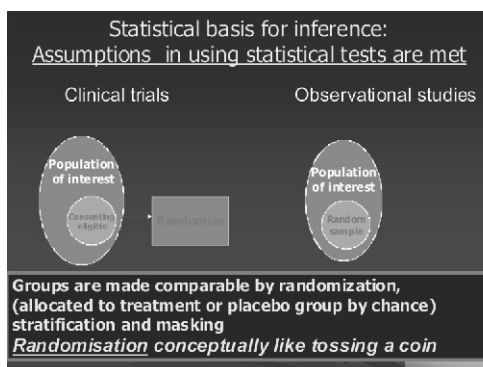 Statistical basis for inference:
Assumptions in using statistical tests are met
Clinical trials
Observational studies
Population
of interest
Consenting
eligible
Randomize
Population
of interest
Random
sample
Groups are made comparable by randomization,
(allocated to treatment or placebo group by chance)
stratification and masking
Randomisation conceptually like tossing a coin